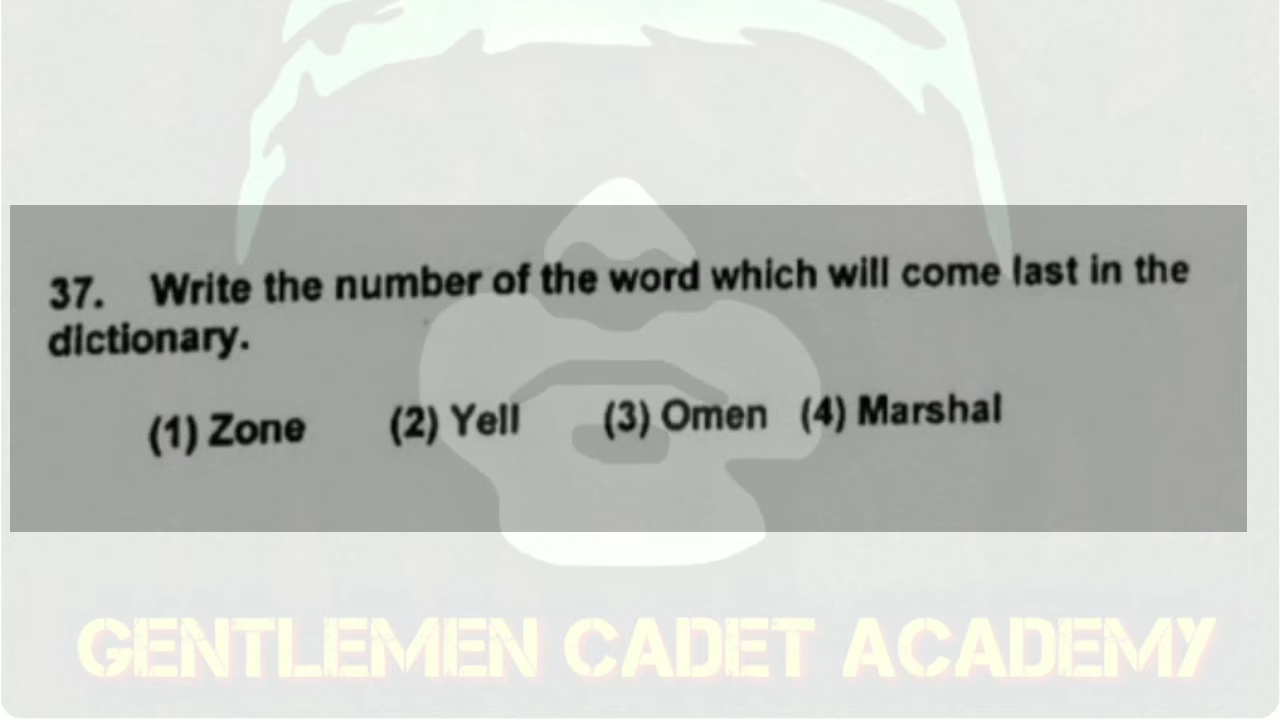 37. Write the number of the word which will come last in the
dictionary.
(1) Zone (2) Yell (3) Omen (4) Marshal
GENTLEMEN CADET ACADEMY